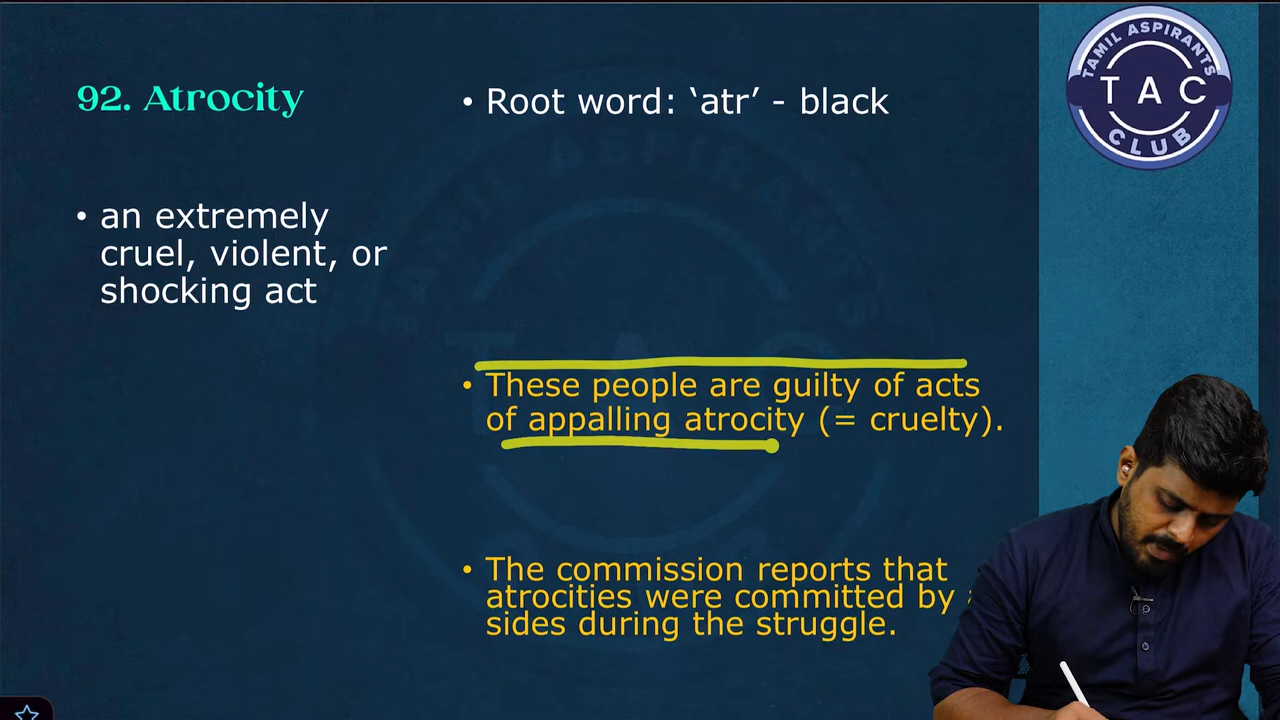 92. Atrocity
• an extremely
cruel, violent, or
shocking act
• Root word: ‘atr’ - black
• These people are guilty of acts
of appalling atrocity (= cruelty).
• The commission reports that
atrocities were committed by
sides during the struggle.
TAMIL ASPIRANTS
TAC
CLUB